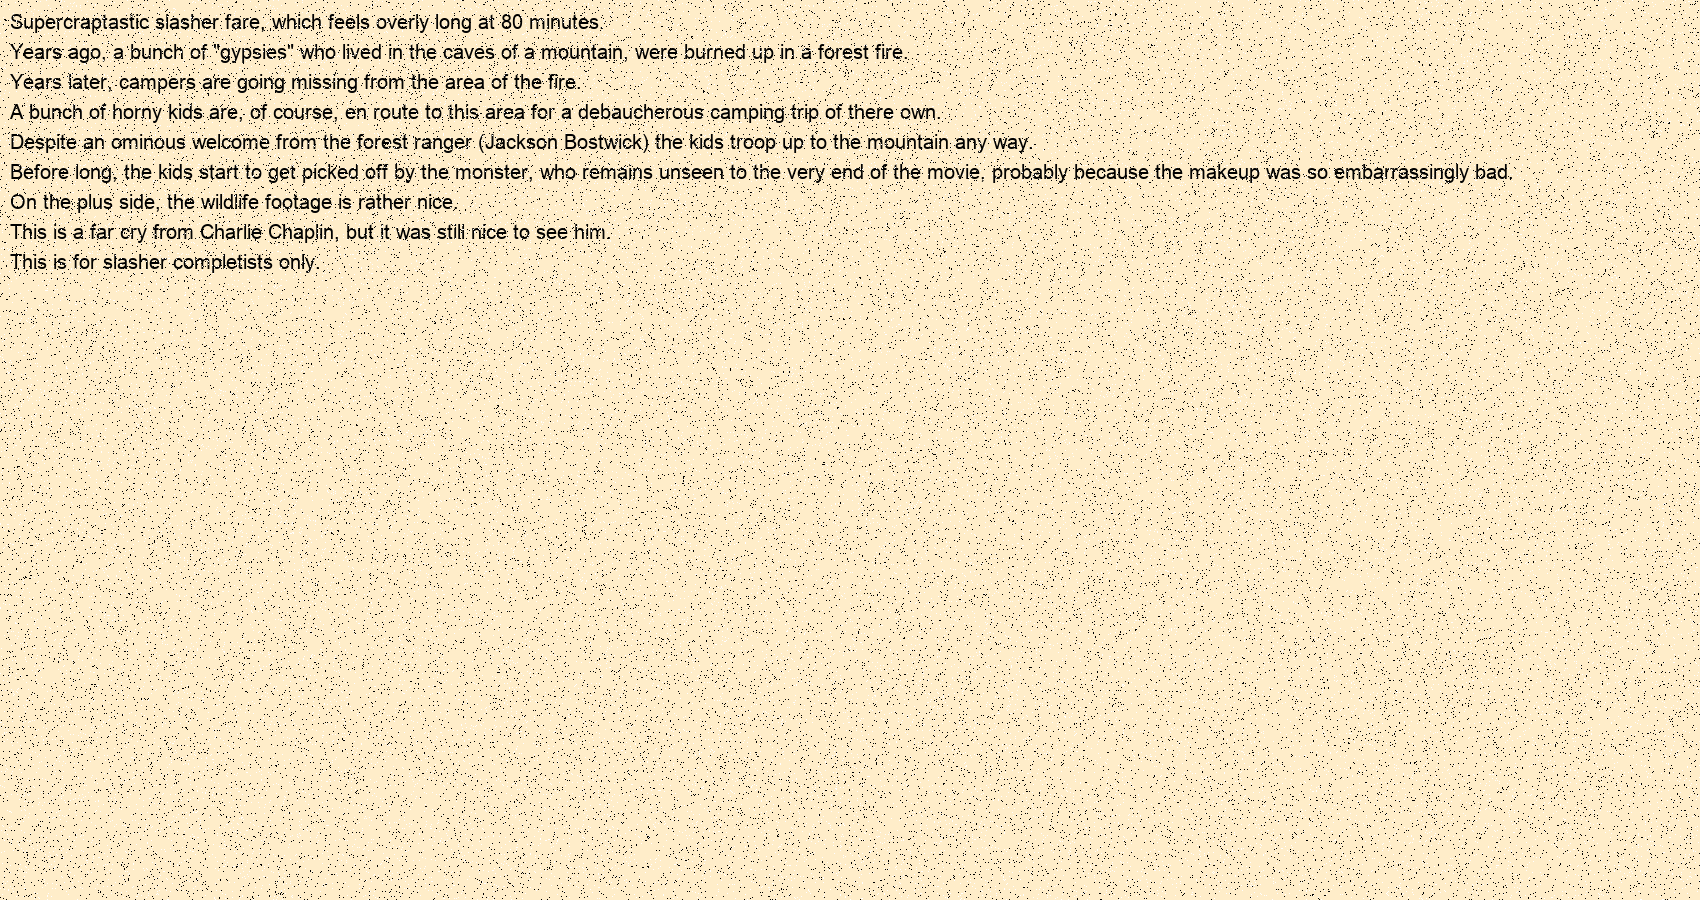 Supercraptastic slasher fare, which feels overly long at 80 minutes.
Years ago, a bunch of "gypsies" who lived in the caves of a mountain, were burned up in a forest fire.
Years later, campers are going missing from the area of the fire.
A bunch of horny kids are, of course, en route to this area for a debaucherous camping trip of there own.
Despite an ominous welcome from the forest ranger (Jackson Bostwick) the kids troop up to the mountain any way.
Before long, the kids start to get picked off by the monster, who remains unseen to the very end of the movie, probably because the makeup was so embarrassingly bad.
On the plus side, the wildlife footage is rather nice.
This is a far cry from Charlie Chaplin, but it was still nice to see him.
This is for slasher completists only.